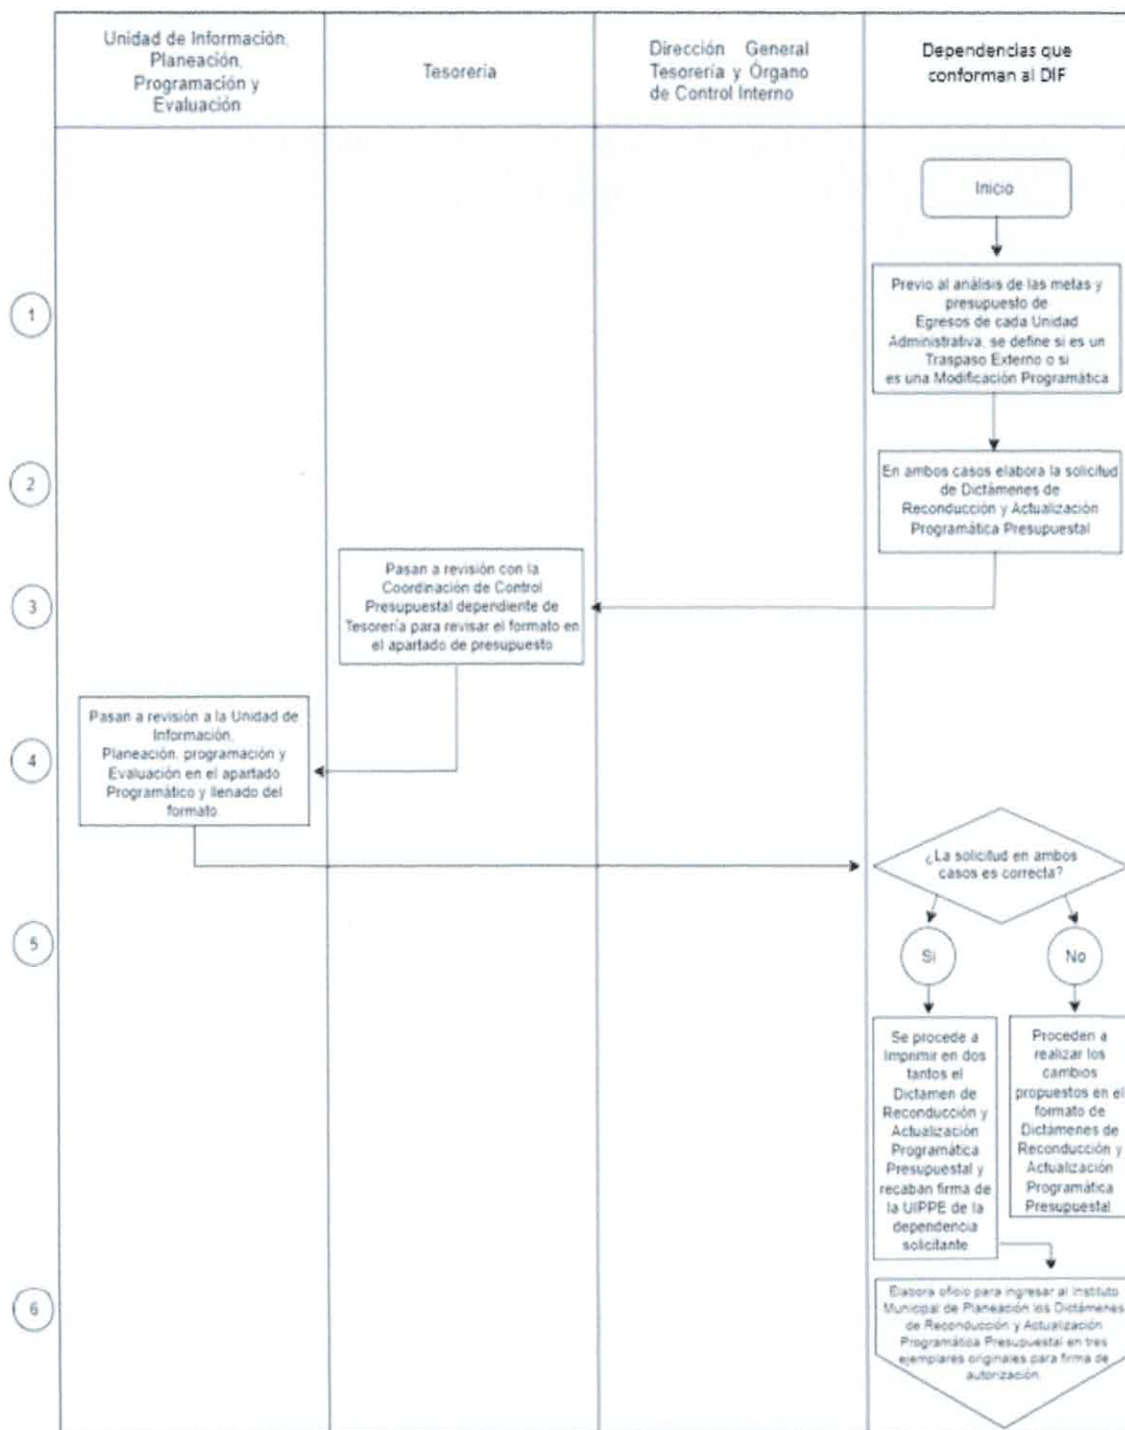 Unidad de Información,
Planeación,
Programación y
Evaluación
Tesorería
Dirección General
Tesorería y Órgano
de Control Interno
Dependencias que
conforman al DIF
Inicio
1
Previo al análisis de las metas y
presupuesto de
Egresos de cada Unidad
Administrativa, se define si es un
Traspaso Externo o si
es una Modificación Programática
2
En ambos casos elabora la solicitud
de Dictámenes de
Reconducción y Actualización
Programática Presupuestal
3
Pasan a revisión con la
Coordinación de Control
Presupuestal dependiente de
Tesorería para revisar el formato en
el apartado de presupuesto
4
Pasan a revisión a la Unidad de
Información,
Planeación, programación y
Evaluación en el apartado
Programático y llenado del
formato.
¿La solicitud en ambos
casos es correcta?
5
Si
No
Se procede a
imprimir en dos
tantos el
Dictamen de
Reconducción y
Actualización
Programática
Presupuestal y
recaban firma de
la UIPPE de la
dependencia
solicitante
Proceden a
realizar los
cambios
propuestos en el
formato de
Dictámenes de
Reconducción y
Actualización
Programática
Presupuestal
6
Elabora oficio para ingresar al Instituto
Municipal de Planeación los Dictámenes
de Reconducción y Actualización
Programática Presupuestal en tres
ejemplares originales para firma de
autorización.